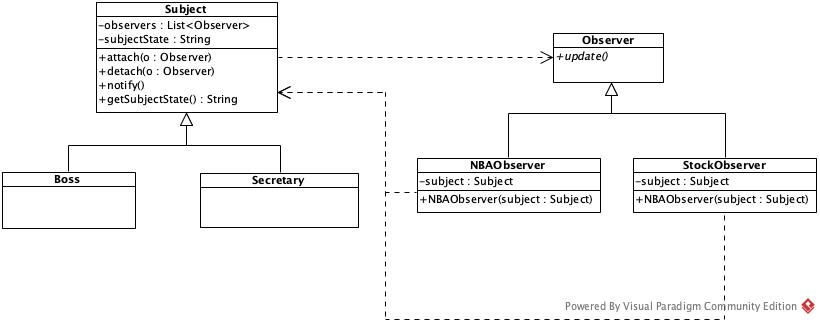 Subject
-observers : List<Observer>
-subjectState : String
+attach(o : Observer)
+detach(o : Observer)
+notify()
+getSubjectState() : String
Observer
+update()
Boss
Secretary
NBAObserver
-subject : Subject
+NBAObserver(subject : Subject)
StockObserver
-subject : Subject
+NBAObserver(subject : Subject)
Powered By Visual Paradigm Community Edition